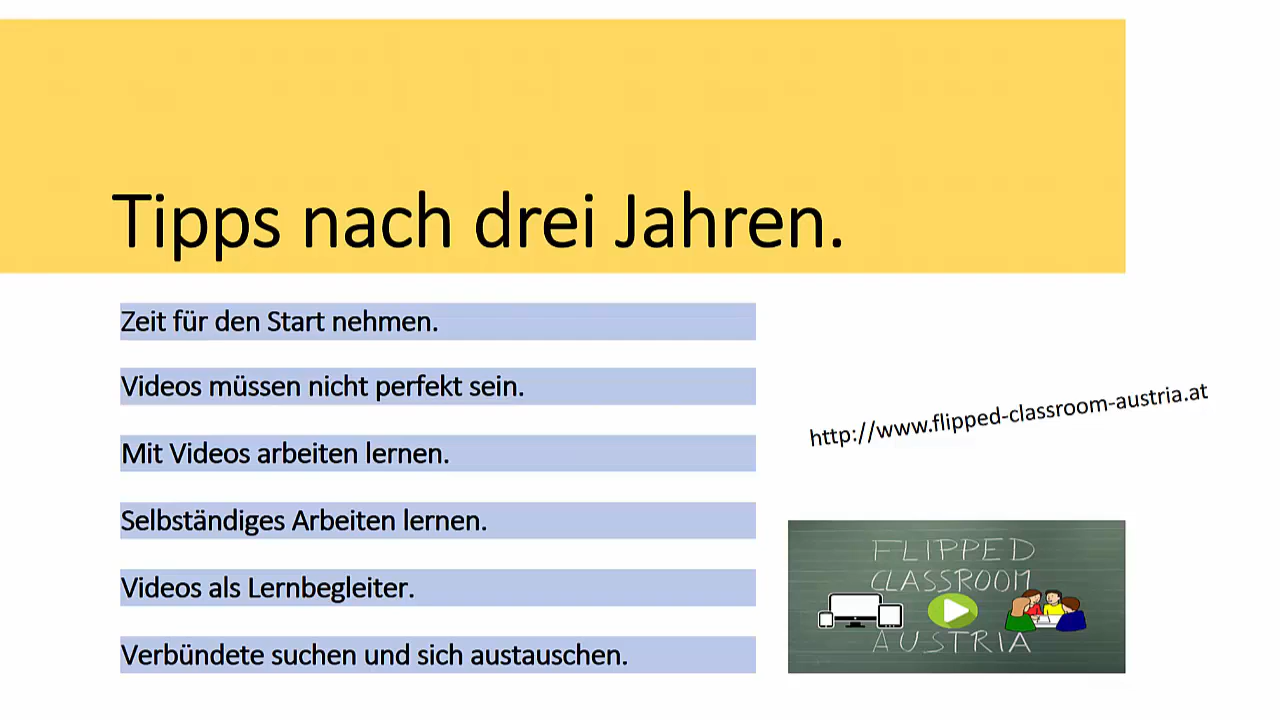 Tipps nach drei Jahren.
Zeit für den Start nehmen.
Videos müssen nicht perfekt sein.
Mit Videos arbeiten lernen.
Selbständiges Arbeiten lernen.
Videos als Lernbegleiter.
Verbündete suchen und sich austauschen.
http://www.flipped-classroom-austria.at
FLIPPED
CLASSROOM
AUSTRIA